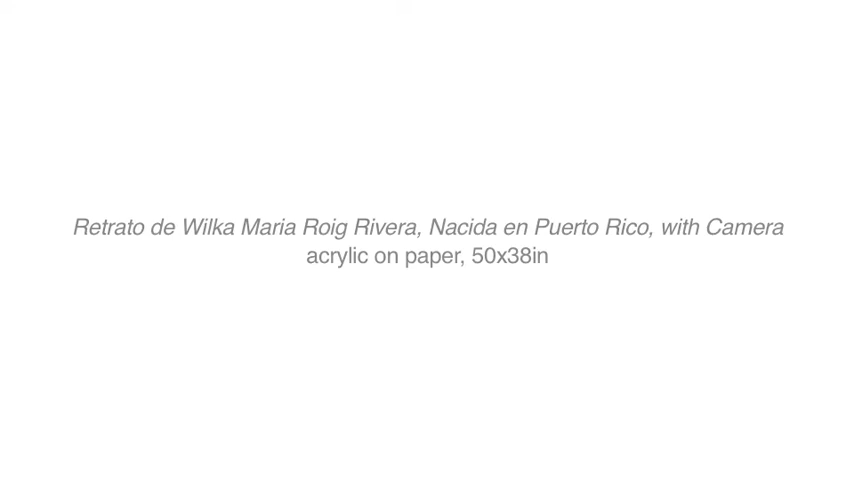 Retrato de Wilka Maria Roig Rivera, Nacida en Puerto Rico, with Camera
acrylic on paper, 50x38in